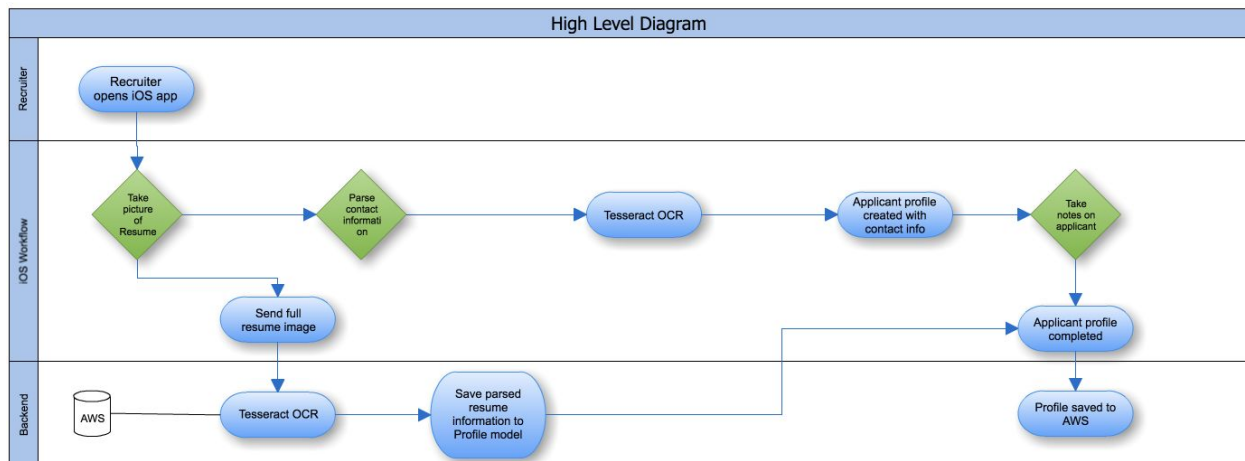 High Level Diagram
Recruiter
Recruiter
opens iOS app
iOS Workflow
Take
picture
of
Resume
Parse
contact
informati
on
Tesseract OCR
Applicant profile
created with
contact info
Take
notes on
applicant
Send full
resume image
Applicant profile
completed
Backend
AWS
Tesseract OCR
Save parsed
resume
information to
Profile model
Profile saved to
AWS